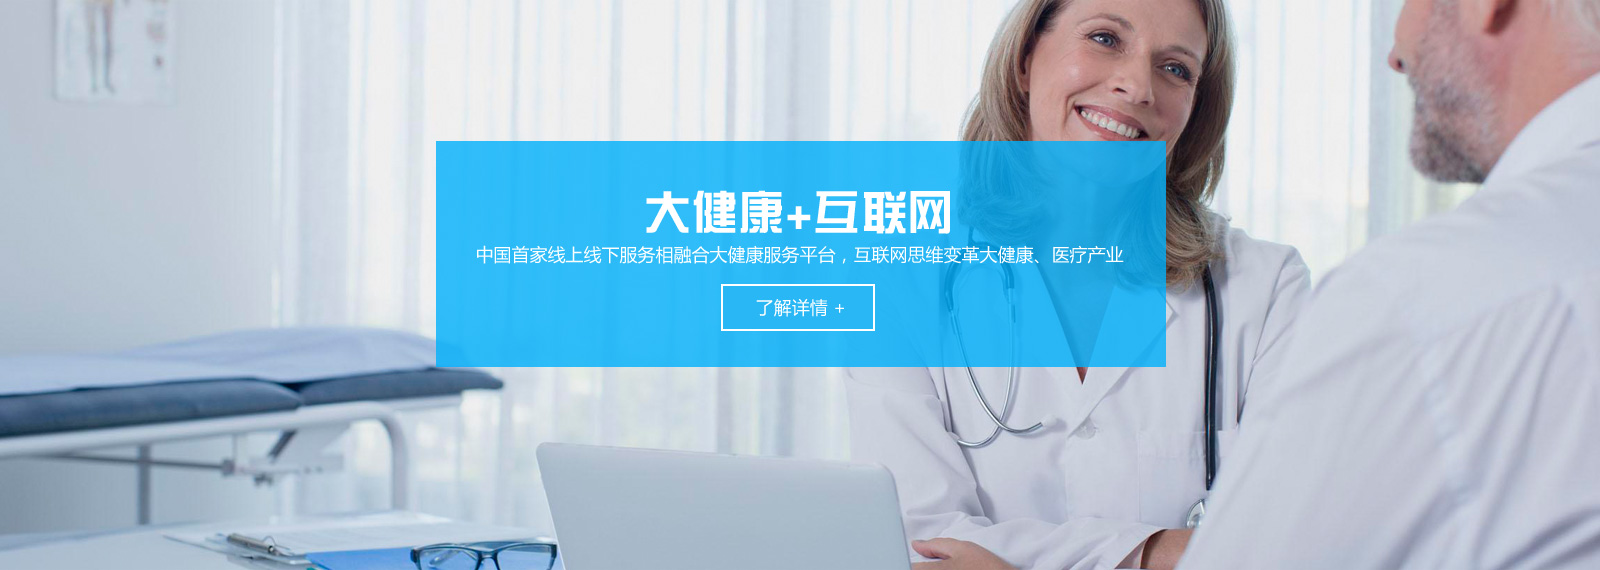 大健康+互联网
中国首家线上线下服务相融合大健康服务平台，互联网思维变革大健康、医疗产业
了解详情 +